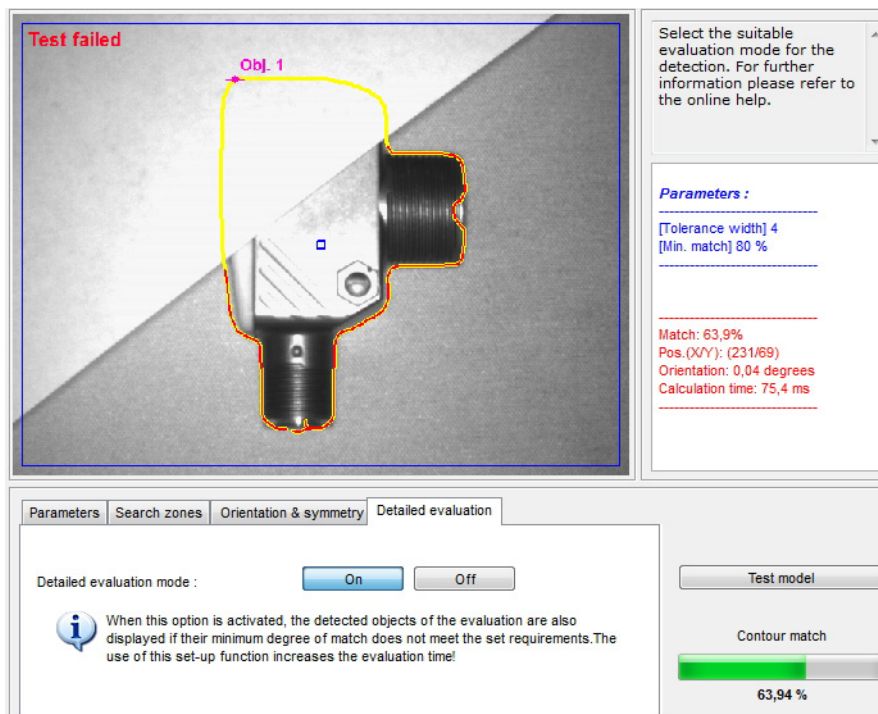 Test failed
Obj. 1
Select the suitable
evaluation mode for the
detection. For further
information please refer to
the online help.
Parameters :
[Tolerance width] 4
[Min. match] 80 %
Match: 63,9%
Pos.(X/Y): (231/69)
Orientation: 0,04 degrees
Calculation time: 75,4 ms
Parameters
Search zones
Orientation & symmetry
Detailed evaluation
Detailed evaluation mode :
On
Off
When this option is activated, the detected objects of the evaluation are also
displayed if their minimum degree of match does not meet the set requirements.The
use of this set-up function increases the evaluation time!
Test model
Contour match
63,94 %